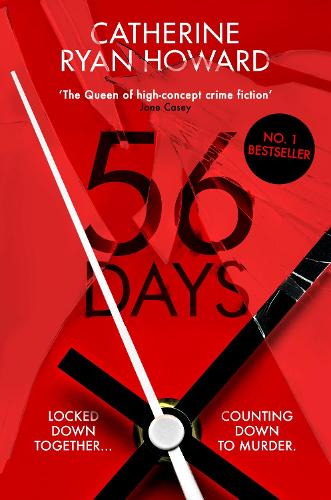 CATHERINE
RYAN HOWARD
‘The Queen of high-concept crime fiction’
Jane Casey
NO. 1
BESTSELLER
56
DAYS
LOCKED
DOWN
TOGETHER...
COUNTING
DOWN
TO MURDER.